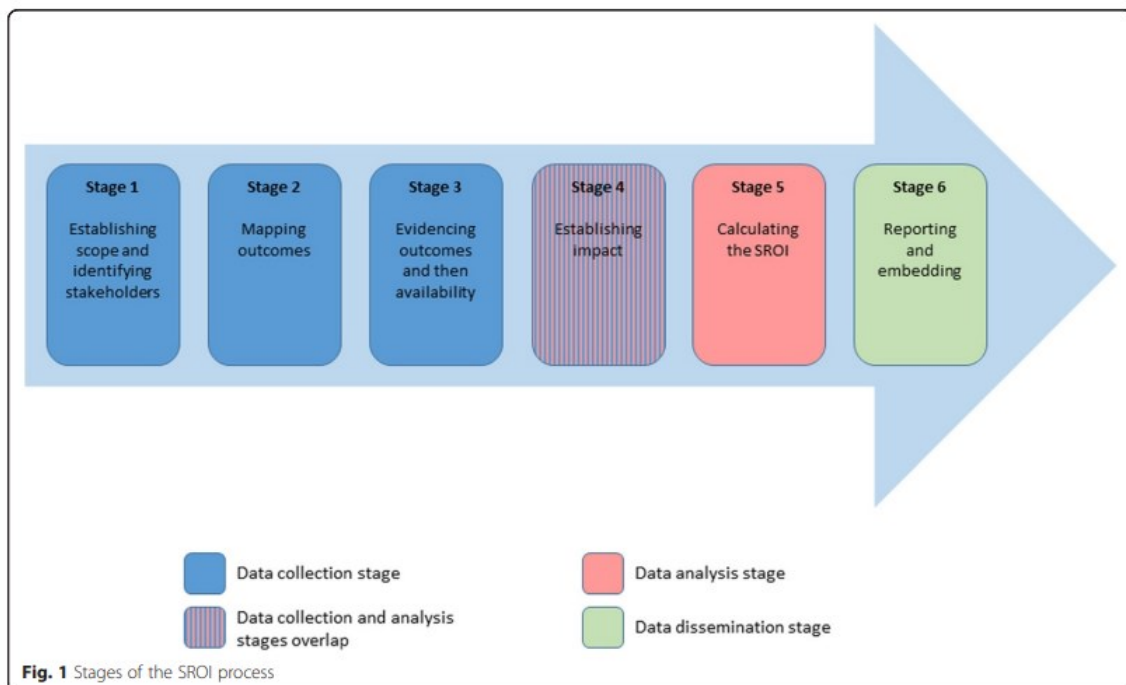 Stage 1
Establishing
scope and
identifying
stakeholders
Stage 2
Mapping
outcomes
Stage 3
Evidencing
outcomes
and then
availability
Stage 4
Establishing
impact
Stage 5
Calculating
the SROI
Stage 6
Reporting
and
embedding
Data collection stage
Data analysis stage
Data collection and analysis
stages overlap
Data dissemination stage
Fig. 1 Stages of the SROI process